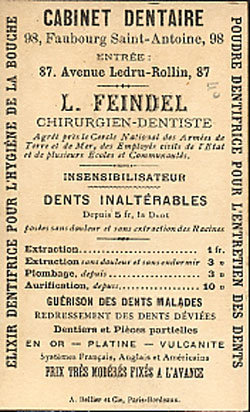 CABINET DENTAIRE
98, Faubourg Saint-Antoine, 98
ENTRÉE :
87. Avenue Ledru-Rollin, 87
L. FEINDEL
CHIRURGIEN-DENTISTE
Agréé près le Cercle National des Armées de
Terre et de Mer, des Employés civils de l'Etat
et de plusieurs Ecoles et Communautés.
INSENSIBILISATEUR
DENTS INALTÉRABLES
Depuis 5 fr. la Dent
posées sans douleur et sans extraction des Racines
Extraction 1 fr.
Extraction sans douleur et sans endormir 3 »
Plombage, depuis 3 »
Aurification, depuis 10 »
GUÉRISON DES DENTS MALADES
REDRESSEMENT DES DENTS DÉVIÉES
Dentiers et Pièces partielles
EN OR — PLATINE — VULCANITE
Systèmes Français, Anglais et Américains
PRIX TRÈS MODÉRÉS FIXÉS A L'AVANCE
A. Bellier et Cie, Paris-Bordeaux.
ELIXIR DENTIFRICE POUR L'HYGIÈNE DE LA BOUCHE
POUDRE DENTIFRICE POUR L'ENTRETIEN DES DENTS